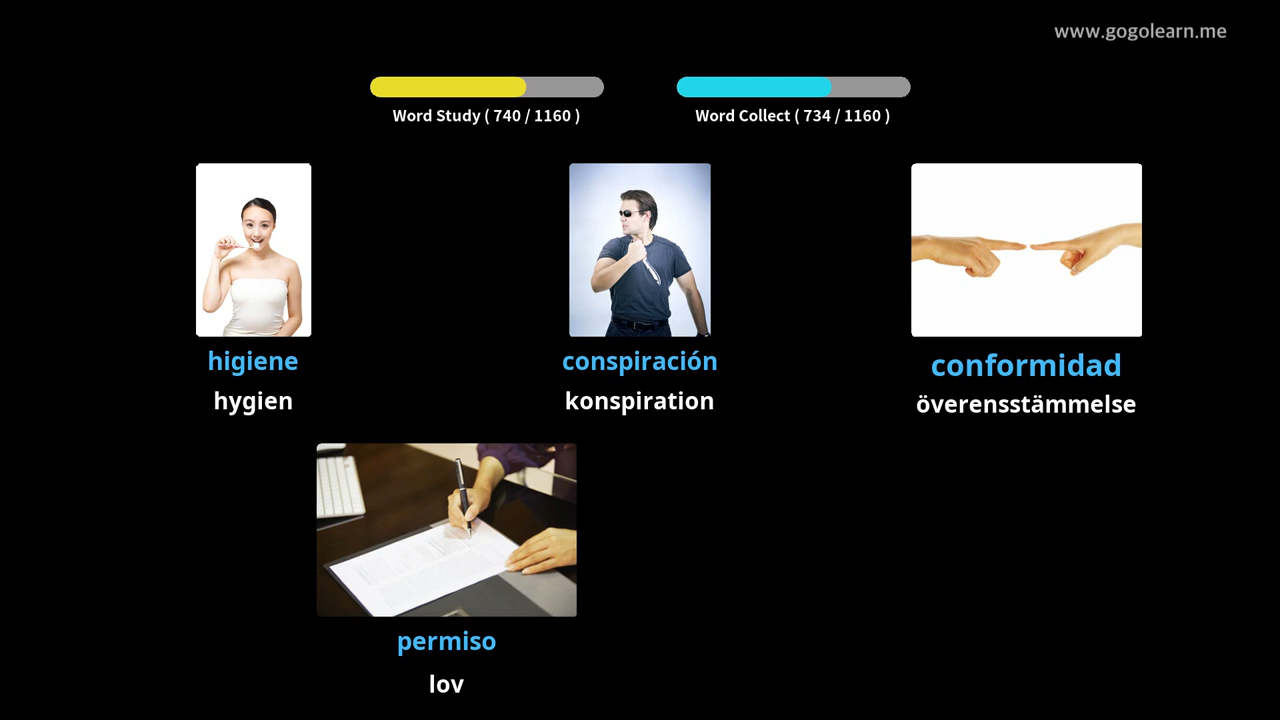 www.gogolearn.me
Word Study ( 740 / 1160 )
Word Collect ( 734 / 1160 )
higiene
hygien
conspiración
konspiration
conformidad
överensstämmelse
permiso
lov